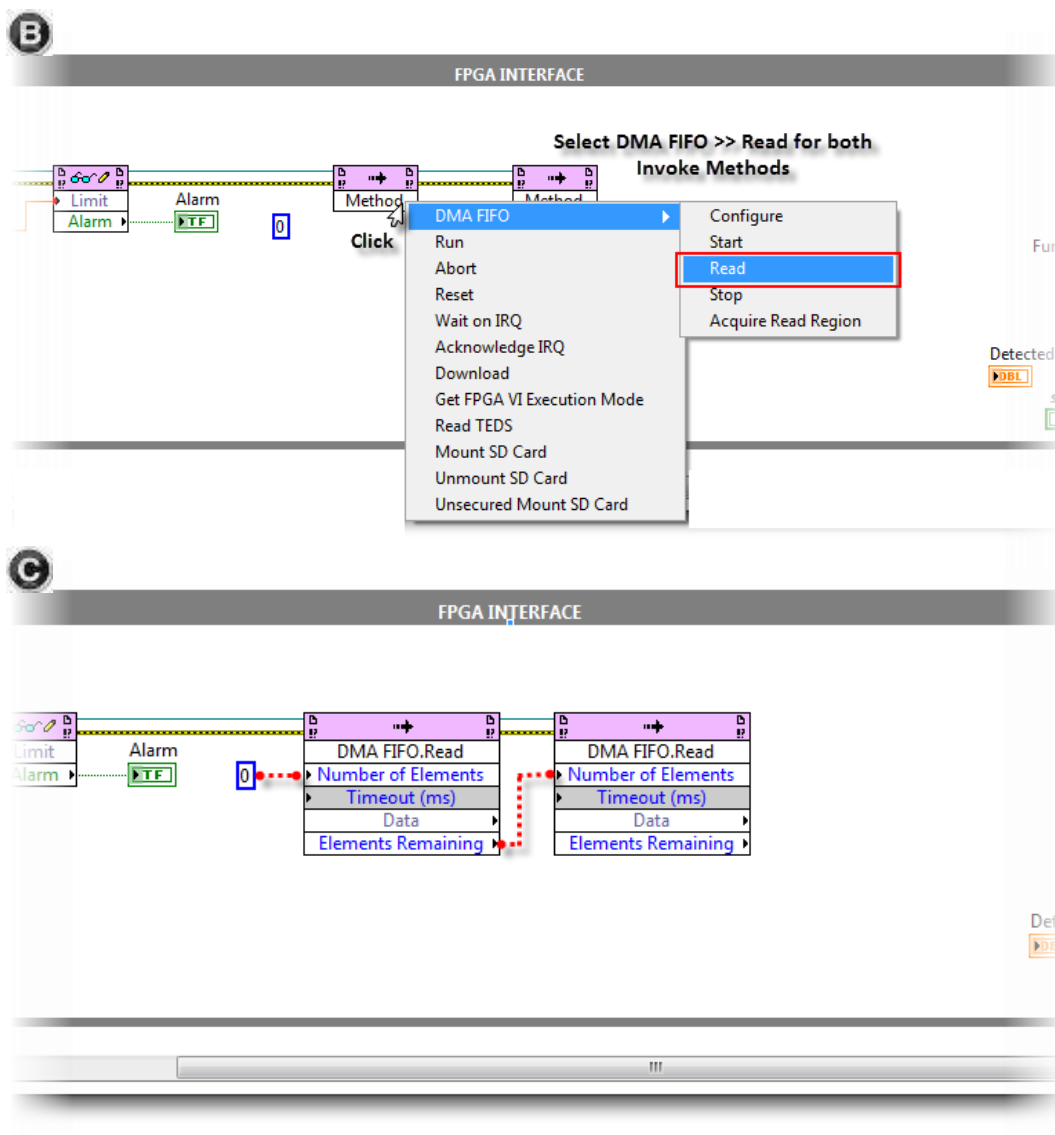 B
FPGA INTERFACE
Select DMA FIFO >> Read for both
Invoke Methods
Limit
Alarm
Alarm
TF
0
Method
Method
Click
DMA FIFO
Run
Abort
Reset
Wait on IRQ
Acknowledge IRQ
Download
Get FPGA VI Execution Mode
Read TEDS
Mount SD Card
Unmount SD Card
Unsecured Mount SD Card
Configure
Start
Read
Stop
Acquire Read Region
Fur
Detected
DBL
C
FPGA INTERFACE
Limit
Alarm
Alarm
TF
0
DMA FIFO.Read
Number of Elements
Timeout (ms)
Data
Elements Remaining
DMA FIFO.Read
Number of Elements
Timeout (ms)
Data
Elements Remaining
Det